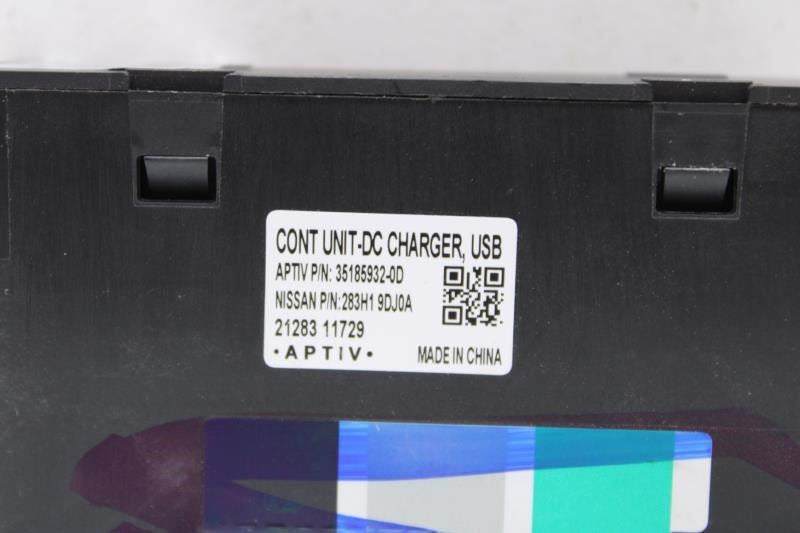 CONT UNIT-DC CHARGER, USB
APTIV P/N: 35185932-0D
NISSAN P/N:283H1 9DJ0A
21283 11729
• APTIV •
MADE IN CHINA